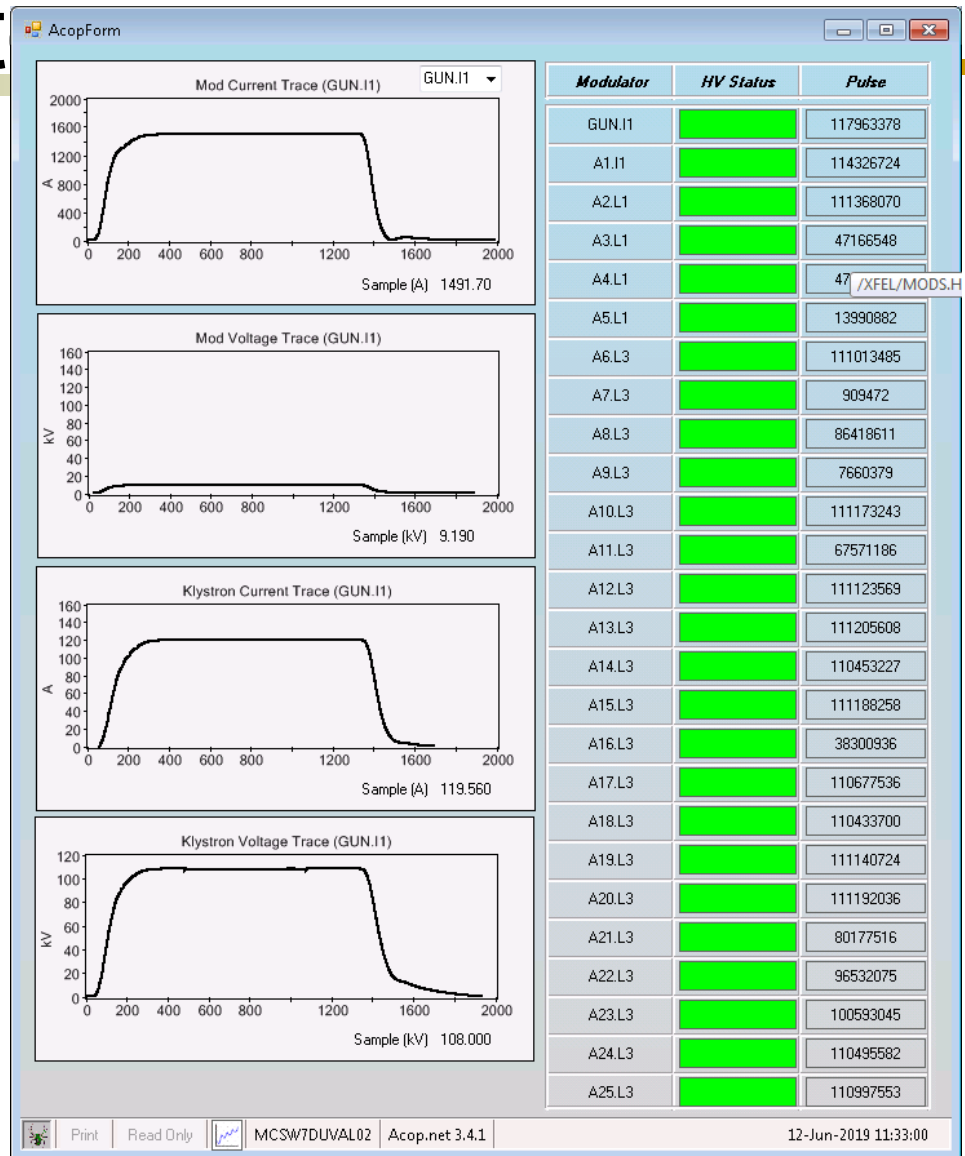 AcopForm
Mod Current Trace (GUN.I1)
GUN.I1
2000
1600
1200
800
400
0
A
0 200 400 600 800 1200 1600 2000
Sample (A) 1491.70
Mod Voltage Trace (GUN.I1)
160
140
120
100
80
60
40
20
0
kV
0 200 400 600 800 1200 1600 2000
Sample (kV) 9.190
Klystron Current Trace (GUN.I1)
160
140
120
100
80
60
40
20
0
A
0 200 400 600 800 1200 1600 2000
Sample (A) 119.560
Klystron Voltage Trace (GUN.I1)
120
100
80
60
40
20
0
kV
0 200 400 600 800 1200 1600 2000
Sample (kV) 108.000
Modulator HV Status Pulse
GUN.I1 117963378
A1.I1 114326724
A2.L1 111368070
A3.L1 47166548
A4.L1 47
/XFEL/MODS.H
A5.L1 13990882
A6.L3 111013485
A7.L3 909472
A8.L3 86418611
A9.L3 7660379
A10.L3 111173243
A11.L3 67571186
A12.L3 111123569
A13.L3 111205608
A14.L3 110453227
A15.L3 111188258
A16.L3 38300936
A17.L3 110677536
A18.L3 110433700
A19.L3 111140724
A20.L3 111192036
A21.L3 80177516
A22.L3 96532075
A23.L3 100593045
A24.L3 110495582
A25.L3 110997553
Print Read Only MCSW7DUVAL02 Acop.net 3.4.1 12-Jun-2019 11:33:00